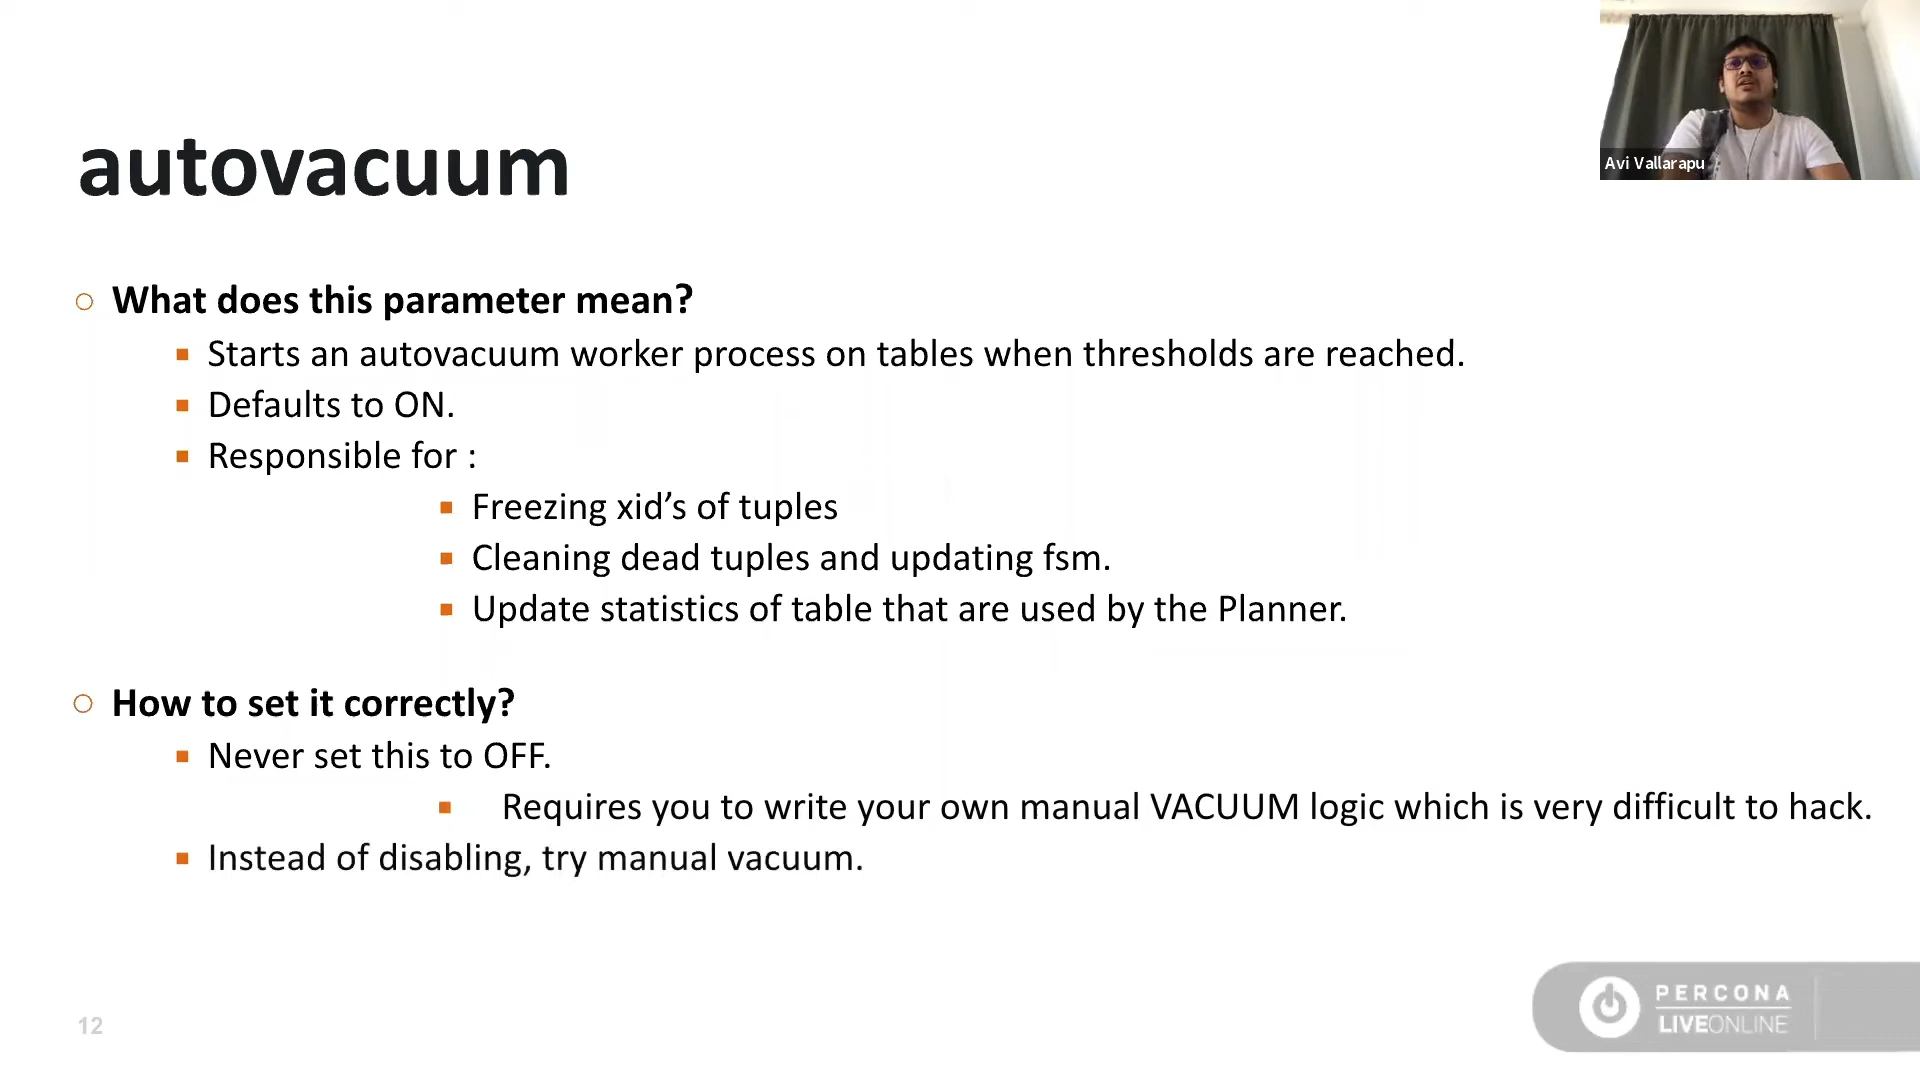 Avi Vallarapu
autovacuum
What does this parameter mean?
Starts an autovacuum worker process on tables when thresholds are reached.
Defaults to ON.
Responsible for :
Freezing xid’s of tuples
Cleaning dead tuples and updating fsm.
Update statistics of table that are used by the Planner.
How to set it correctly?
Never set this to OFF.
Requires you to write your own manual VACUUM logic which is very difficult to hack.
Instead of disabling, try manual vacuum.
12
PERCONA
LIVEONLINE